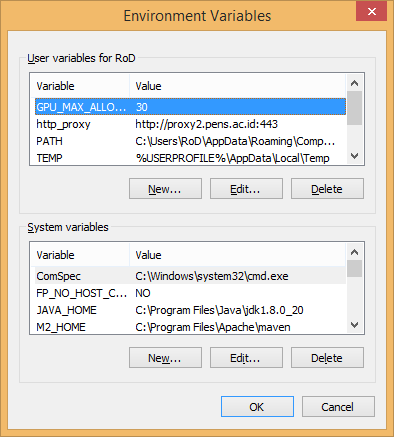 Environment Variables
User variables for RoD
Variable Value
GPU_MAX_ALLO... 30
http_proxy http://proxy2.pens.ac.id:443
PATH C:\Users\RoD\AppData\Roaming\Comp...
TEMP %USERPROFILE%\AppData\Local\Temp
New... Edit... Delete
System variables
Variable Value
ComSpec C:\Windows\system32\cmd.exe
FP_NO_HOST_C... NO
JAVA_HOME C:\Program Files\Java\jdk1.8.0_20
M2_HOME C:\Program Files\Apache\maven
New... Edit... Delete
OK Cancel